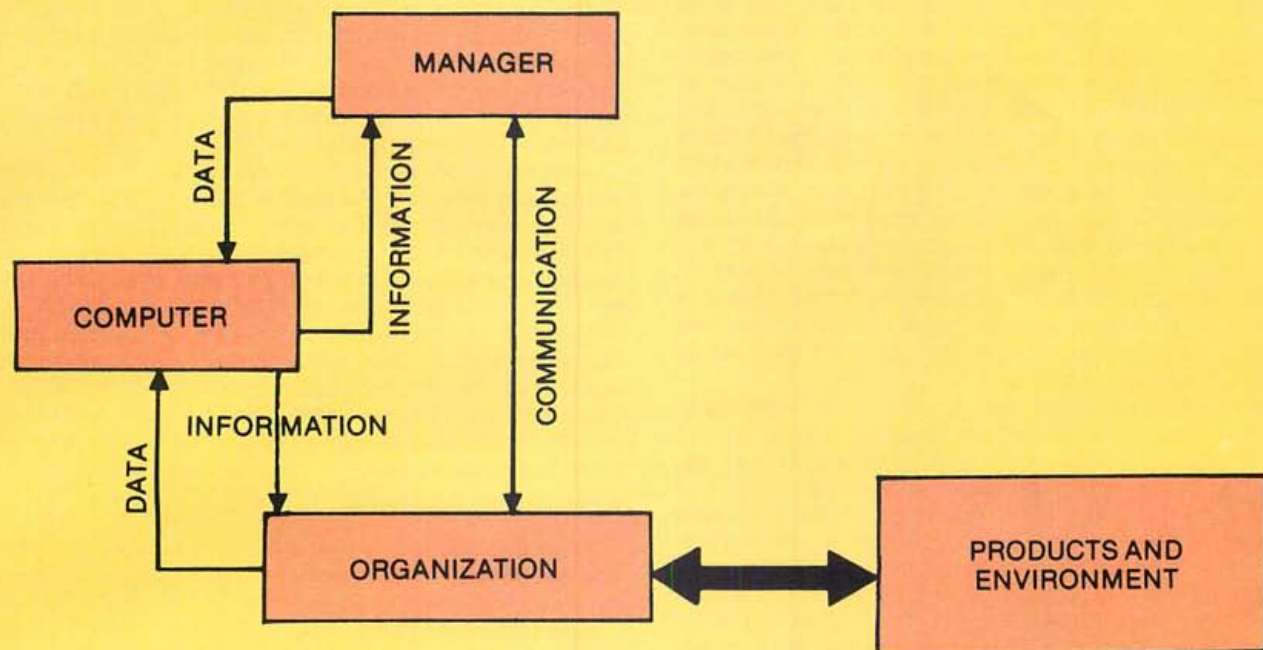 MANAGER
DATA
INFORMATION
COMMUNICATION
COMPUTER
INFORMATION
DATA
ORGANIZATION
PRODUCTS AND
ENVIRONMENT